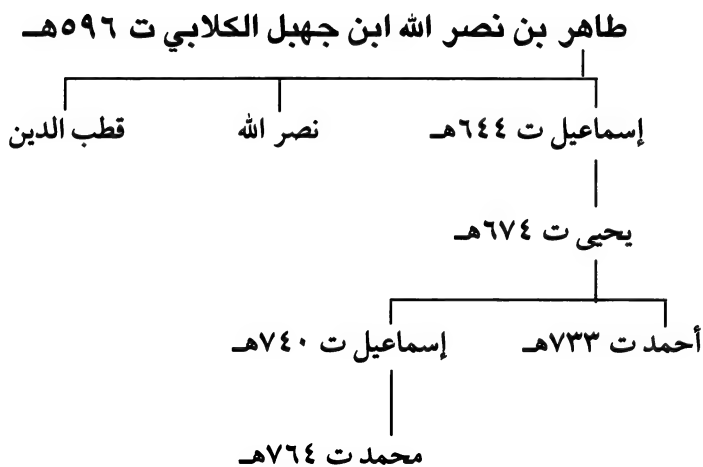 طاهر بن نصر الله ابن جهبل الكلابي ت ٥٩٦هـ
إسماعيل ت ٦٤٤هـ نصر الله قطب الدين
يحيى ت ٦٧٤هـ
أحمد ت ٧٣٣هـ إسماعيل ت ٧٤٠هـ
محمد ت ٧٦٤هـ